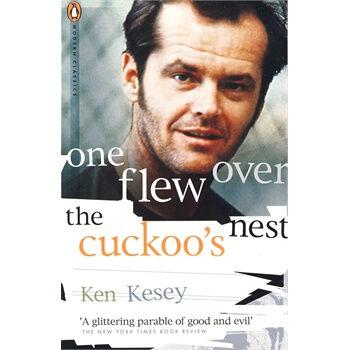 MODERN CLASSICS
one
flew over
the
cuckoo's nest
Ken Kesey
'A glittering parable of good and evil'
THE NEW YORK TIMES BOOK REVIEW